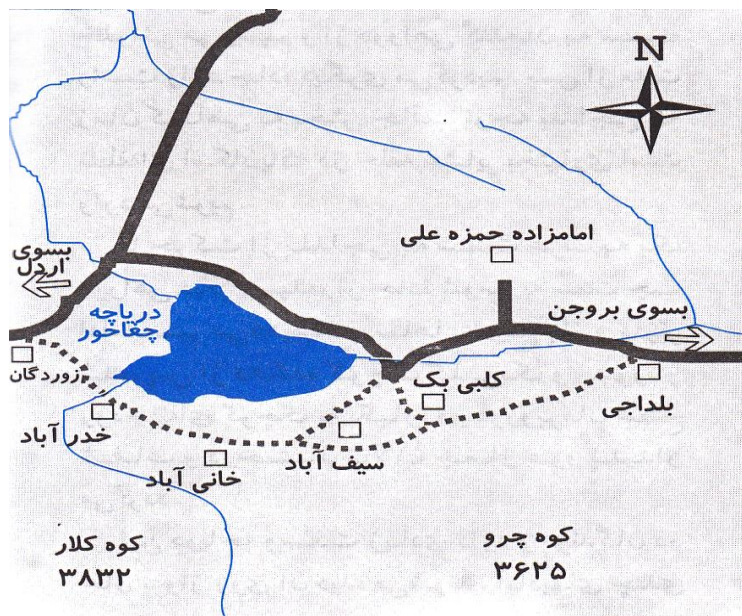 N
امامزاده حمزه علی
بسوی
اردل
دریاچه
چغاخور
بسوی بروجن
زوردگان
کلبی بک
بلداجی
خدر آباد
سیف آباد
خانی آباد
کوه کلار
۳۸۳۲
کوه چرو
۳۶۲۵